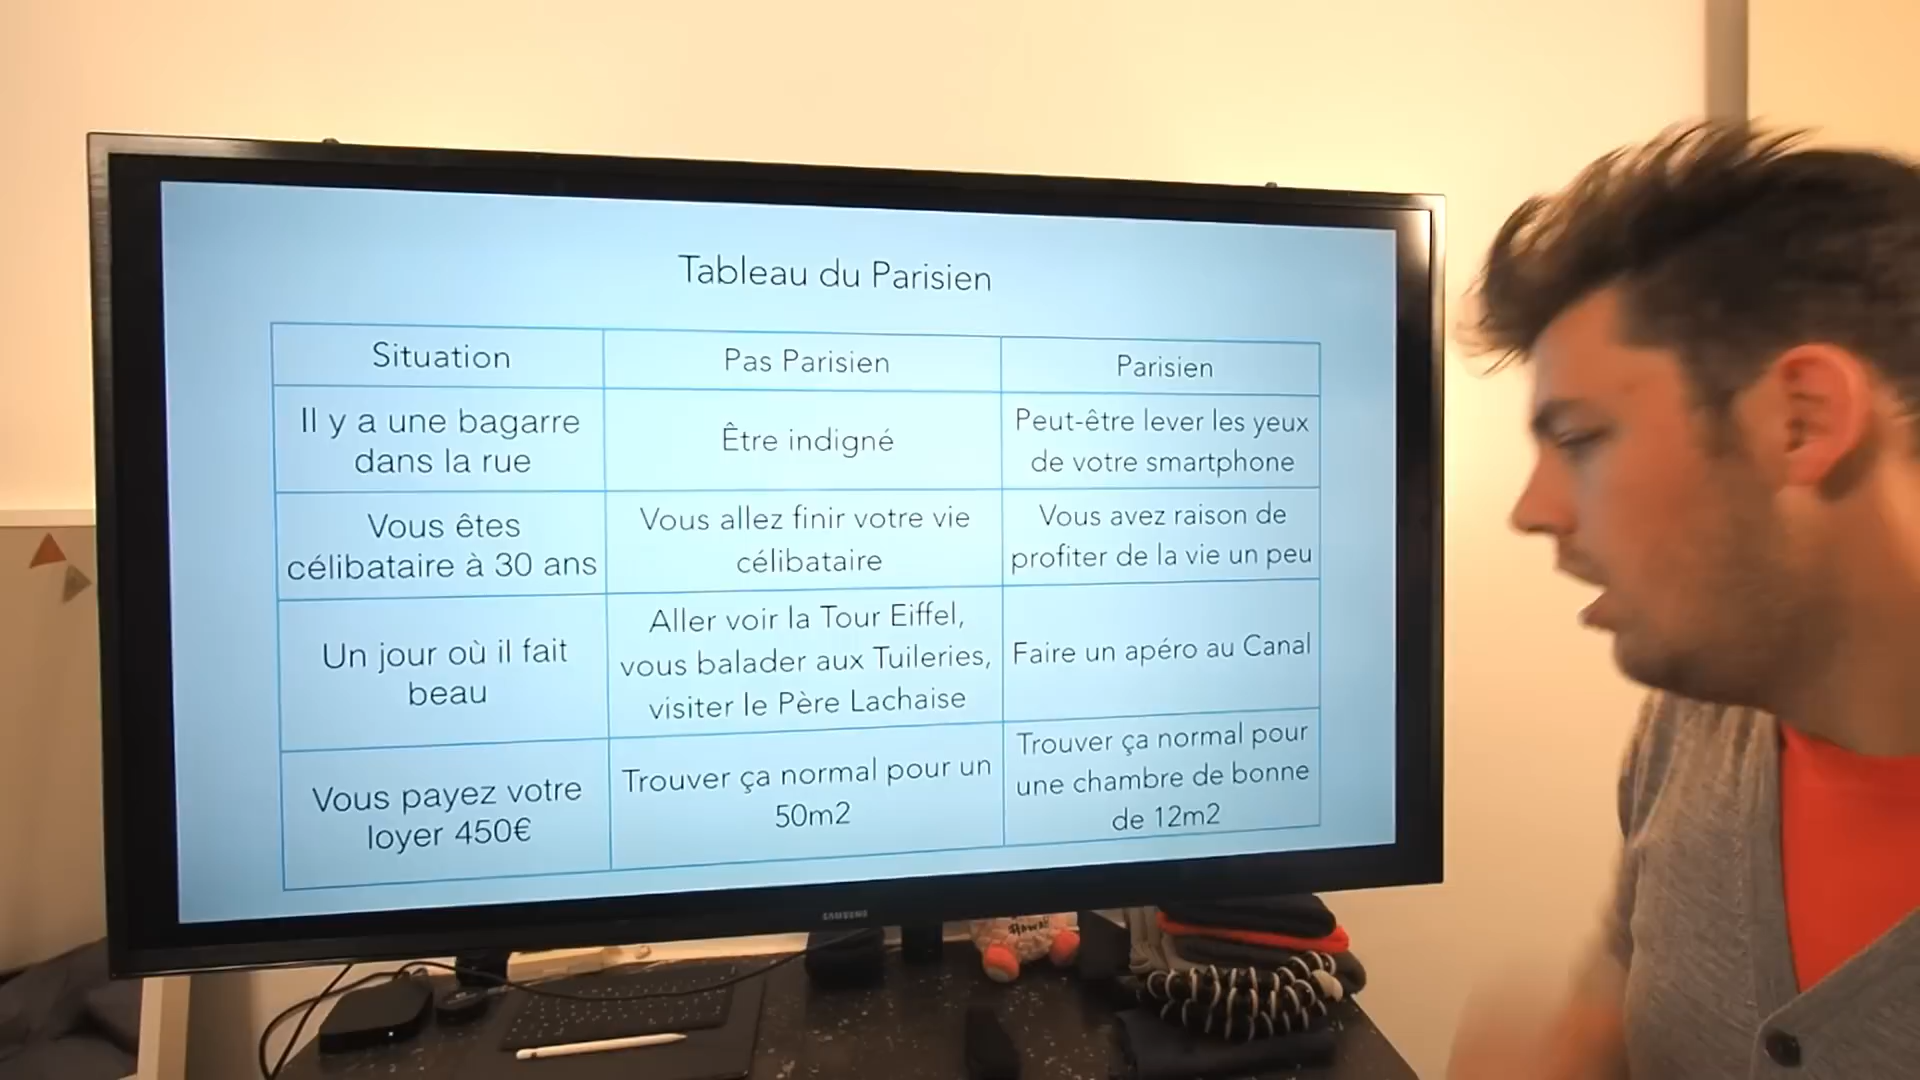 Tableau du Parisien
Situation
Pas Parisien
Parisien
Il y a une bagarre
dans la rue
Être indigné
Peut-être lever les yeux
de votre smartphone
Vous êtes
célibataire à 30 ans
Vous allez finir votre vie
célibataire
Vous avez raison de
profiter de la vie un peu
Un jour où il fait
beau
Aller voir la Tour Eiffel,
vous balader aux Tuileries,
visiter le Père Lachaise
Faire un apéro au Canal
Vous payez votre
loyer 450€
Trouver ça normal pour un
50m2
Trouver ça normal pour
une chambre de bonne
de 12m2
SAMSUNG
Hawaii